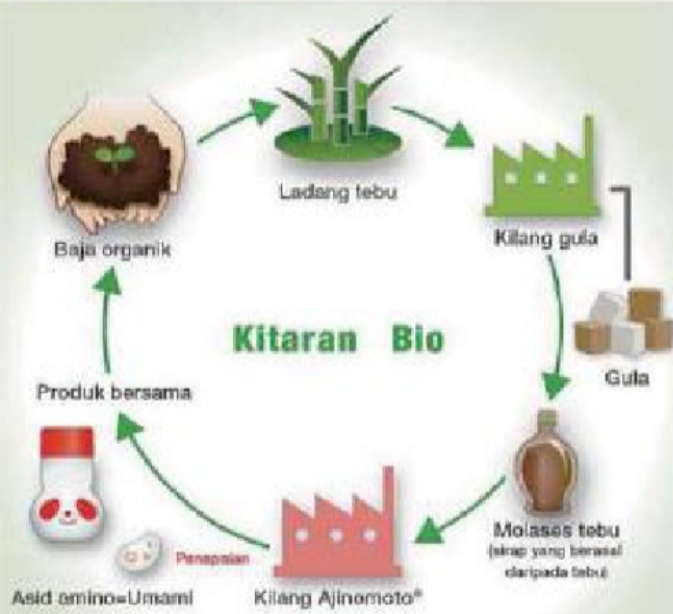 Ladang tebu
Kilang gula
Baja organik
Kitaran Bio
Gula
Produk bersama
Molases tebu
(sirap yang berasal
daripada tebu)
Penapaian
Asid amino=Umami
Kilang Ajinomoto®